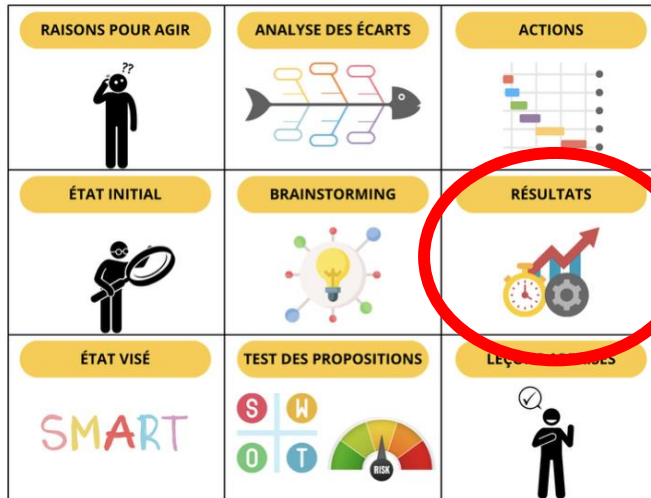 RAISONS POUR AGIR
ANALYSE DES ÉCARTS
ACTIONS
??
ÉTAT INITIAL
BRAINSTORMING
RÉSULTATS
ÉTAT VISÉ
TEST DES PROPOSITIONS
SMART
S W
O T
RISK